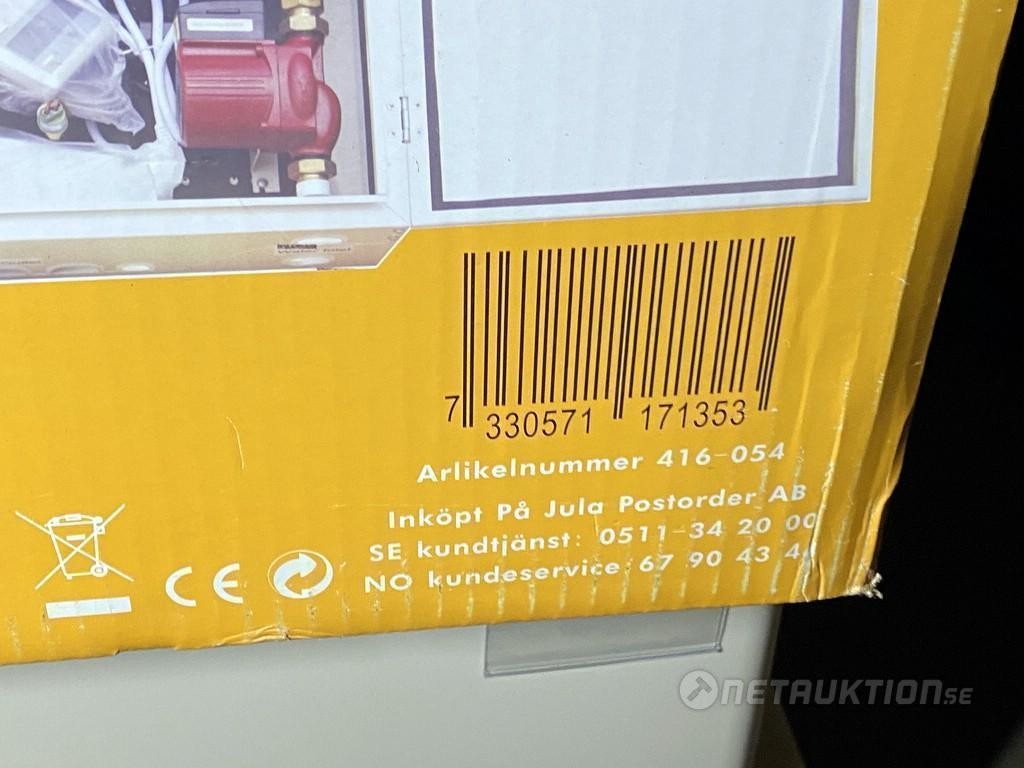 7 330571 171353
Arlikelnummer 416-054
Inköpt På Jula Postorder AB
SE kundtjänst: 0511-34 20 00
NO kundeservice: 67 90 43 4
CE
NETAUKTION.SE